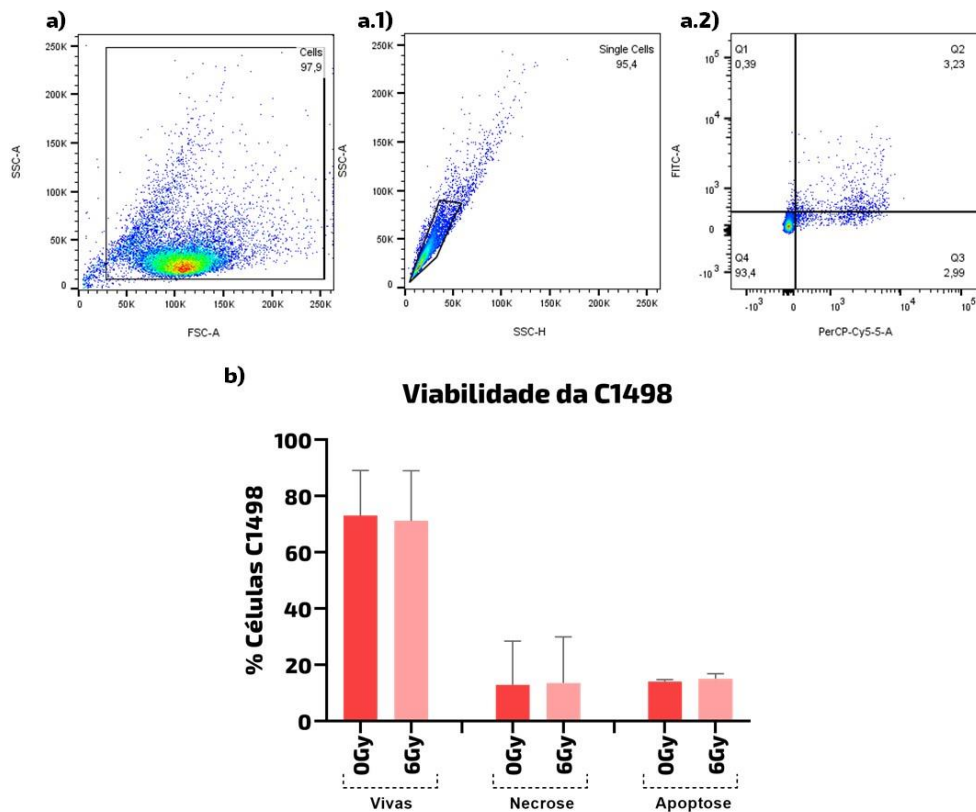 a)
Cells
97,9
250K
200K
150K
100K
50K
0
SSC-A
0
50K
100K
150K
200K
250K
FSC-A
a.1)
Single Cells
95,4
250K
200K
150K
100K
50K
0
SSC-A
0
50K
100K
150K
200K
250K
SSC-H
a.2)
Q1
0,39
Q2
3,23
Q4
93,4
Q3
2,99
10⁵
10⁴
10³
0
-10³
FITC-A
-10³
0
10³
10⁴
10⁵
PerCP-Cy5-5-A
b)
Viabilidade da C1498
% Células C1498
100
80
60
40
20
0
0Gy
6Gy
0Gy
6Gy
0Gy
6Gy
Vivas
Necrose
Apoptose